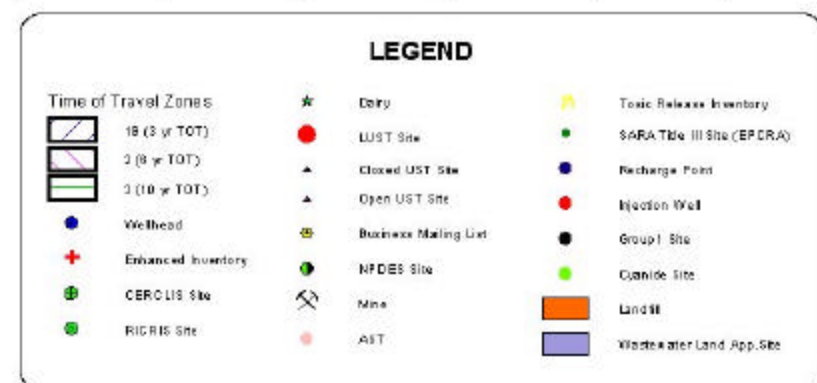 LEGEND
Time of Travel Zones
1B (3 yr TOT)
2 (6 yr TOT)
3 (10 yr TOT)
Wellhead
Enhanced Inventory
CERCLIS Site
RICRIS Site
Dairy
LUST Site
Closed UST Site
Open UST Site
Business Mailing List
NPDES Site
Mine
AST
Toxic Release Inventory
SARA Title III Site (EPCRA)
Recharge Point
Injection Well
Group1 Site
Cyanide Site
Landfill
Wastewater Land App.Site